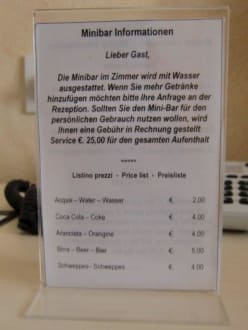 Minibar Informationen
Lieber Gast,
Die Minibar im Zimmer wird mit Wasser
ausgestattet. Wenn Sie mehr Getränke
hinzufügen möchten bitte Ihre Anfrage an der
Rezeption. Sollten Sie den Mini-Bar für den
persönlichen Gebrauch nutzen wollen, wird
Ihnen eine Gebühr in Rechnung gestellt
Service €. 25,00 für den gesamten Aufenthalt
*****
Listino prezzi - Price list - Preisliste
Acqua – Water – Wasser € 2,00
Coca Cola – Coke € 4,00
Aranciata – Orangine € 4,00
Birra – Beer – Bier € 5,00
Schweppes- Schweppes € 4,00